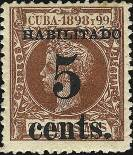 CUBA-1898 Y 99
HABILITADO
5
cents.